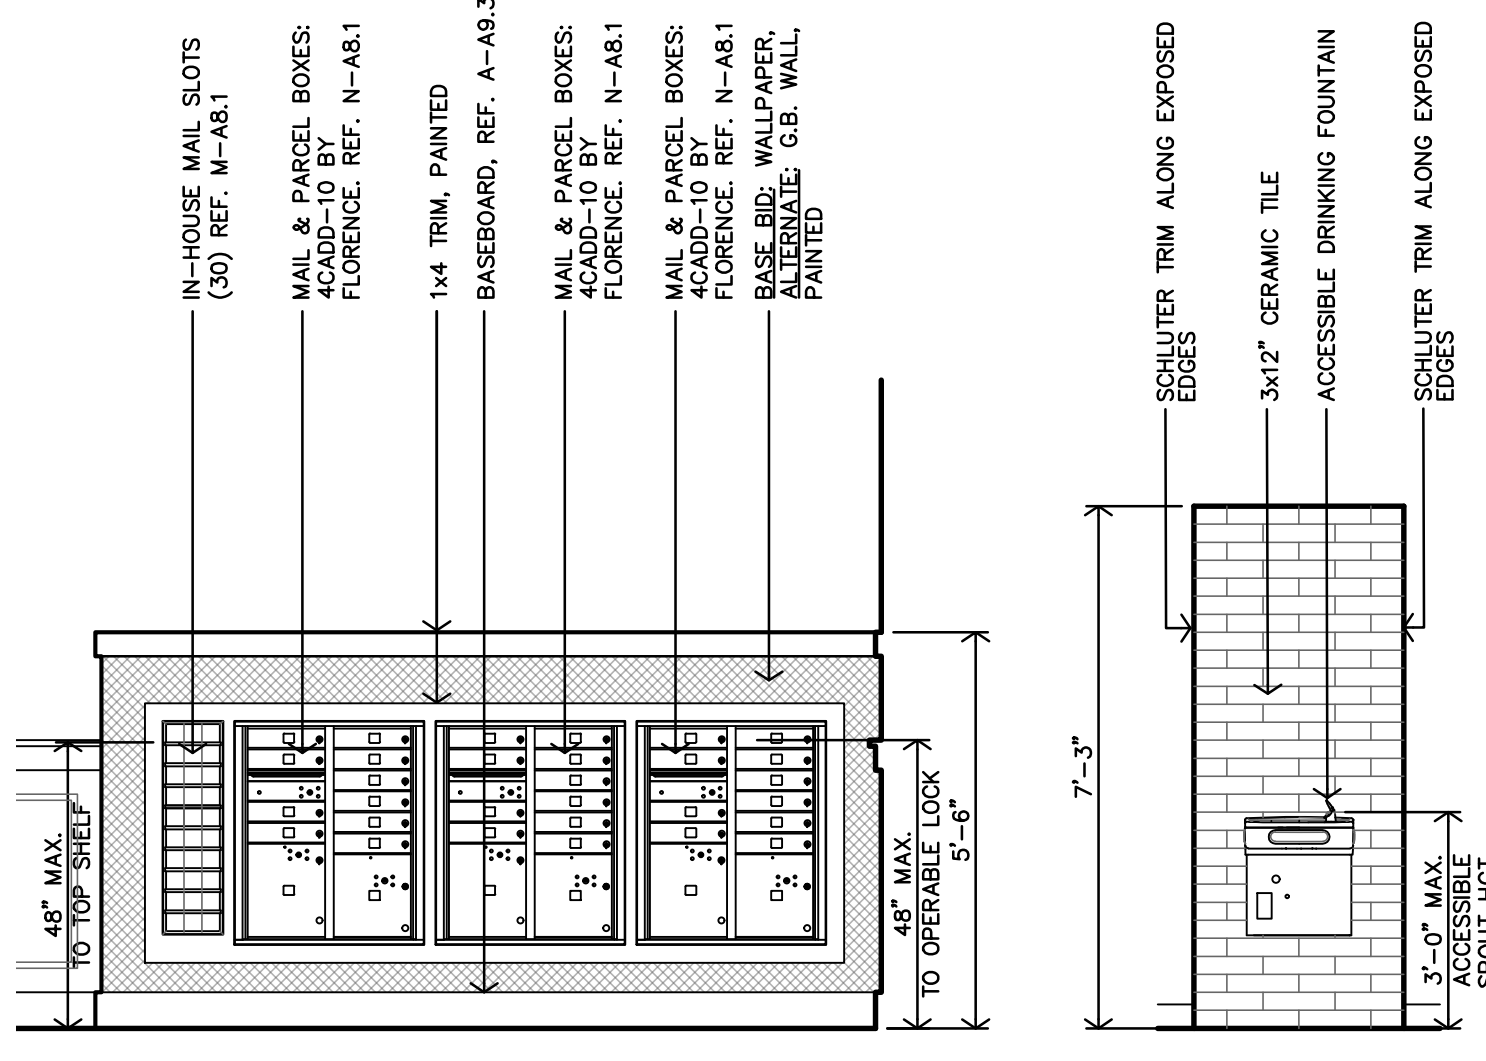 IN-HOUSE MAIL SLOTS
(30) REF. M-A8.1
MAIL & PARCEL BOXES:
4CADD-10 BY
FLORENCE. REF. N-A8.1
1x4 TRIM, PAINTED
BASEBOARD, REF. A-A9.3
MAIL & PARCEL BOXES:
4CADD-10 BY
FLORENCE. REF. N-A8.1
MAIL & PARCEL BOXES:
4CADD-10 BY
FLORENCE. REF. N-A8.1
BASE BID: WALLPAPER,
ALTERNATE: G.B. WALL,
PAINTED
48" MAX.
TO TOP SHELF
48" MAX.
TO OPERABLE LOCK
5'-6"
SCHLUTER TRIM ALONG EXPOSED
EDGES
3x12" CERAMIC TILE
ACCESSIBLE DRINKING FOUNTAIN
SCHLUTER TRIM ALONG EXPOSED
EDGES
7'-3"
3'-0" MAX.
ACCESSIBLE
SPOUT HGT